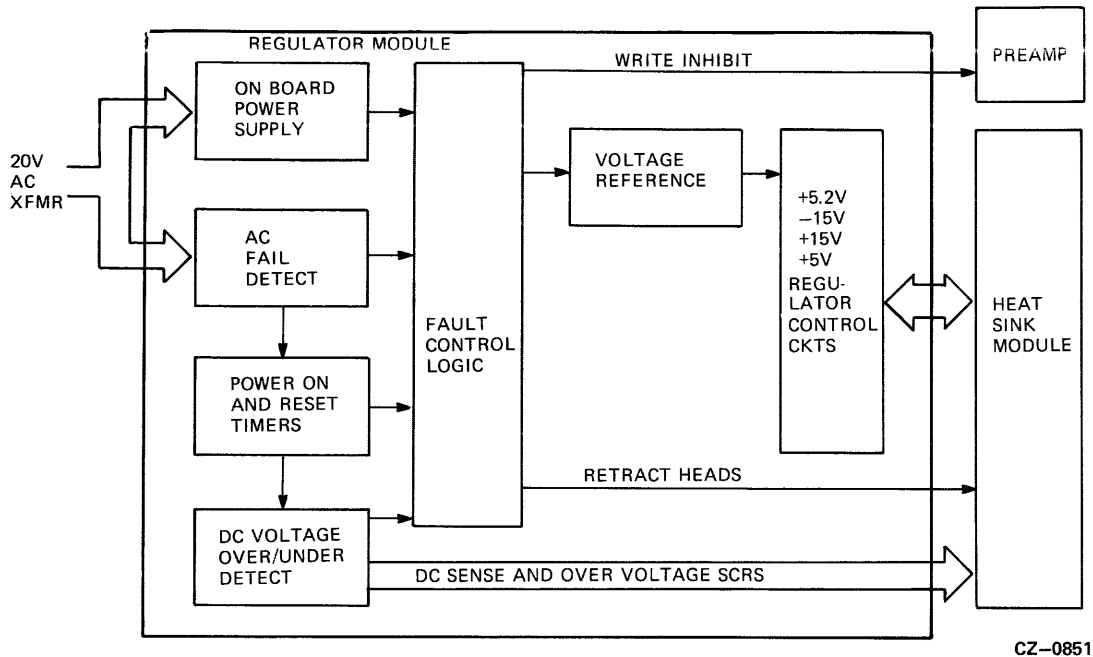 REGULATOR MODULE
ON BOARD
POWER
SUPPLY
WRITE INHIBIT
PREAMP
20V
AC
XFMR
VOLTAGE
REFERENCE
AC
FAIL
DETECT
+5.2V
−15V
+15V
+5V
REGU-
LATOR
CONTROL
CKTS
FAULT
CONTROL
LOGIC
HEAT
SINK
MODULE
POWER ON
AND RESET
TIMERS
RETRACT HEADS
DC VOLTAGE
OVER/UNDER
DETECT
DC SENSE AND OVER VOLTAGE SCRS
CZ−0851